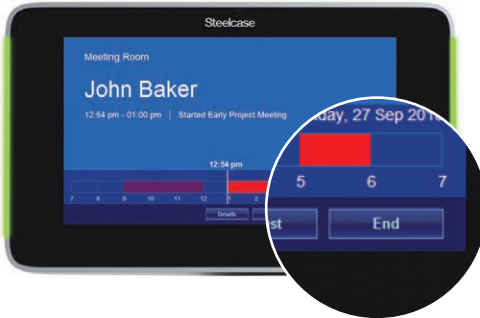 Steelcase
Meeting Room
John Baker
12:54 pm - 01:00 pm | Started Early Project Meeting
day, 27 Sep 201
12:54 pm
7 8 9 10 11 12 1 2
5 6 7
Details
st
End